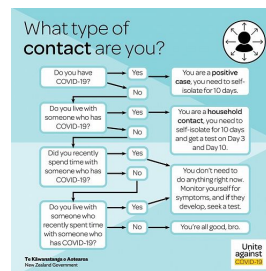 What type of
contact are you?
Do you have
COVID-19?
Yes
No
You are a positive
case, you need to self-
isolate for 10 days.
Do you live with
someone who has
COVID-19?
Yes
No
You are a household
contact, you need to
self-isolate for 10 days
and get a test on Day 3
and Day 10.
Did you recently
spend time with
someone who has
COVID-19?
Yes
No
You don't need to
do anything right now.
Monitor yourself for
symptoms, and if they
develop, seek a test.
Do you live with
someone who
recently spent time
with someone who
has COVID-19?
Yes
No
You're all good, bro.
Te Kāwanatanga o Aotearoa
New Zealand Government
Unite
against
COVID-19